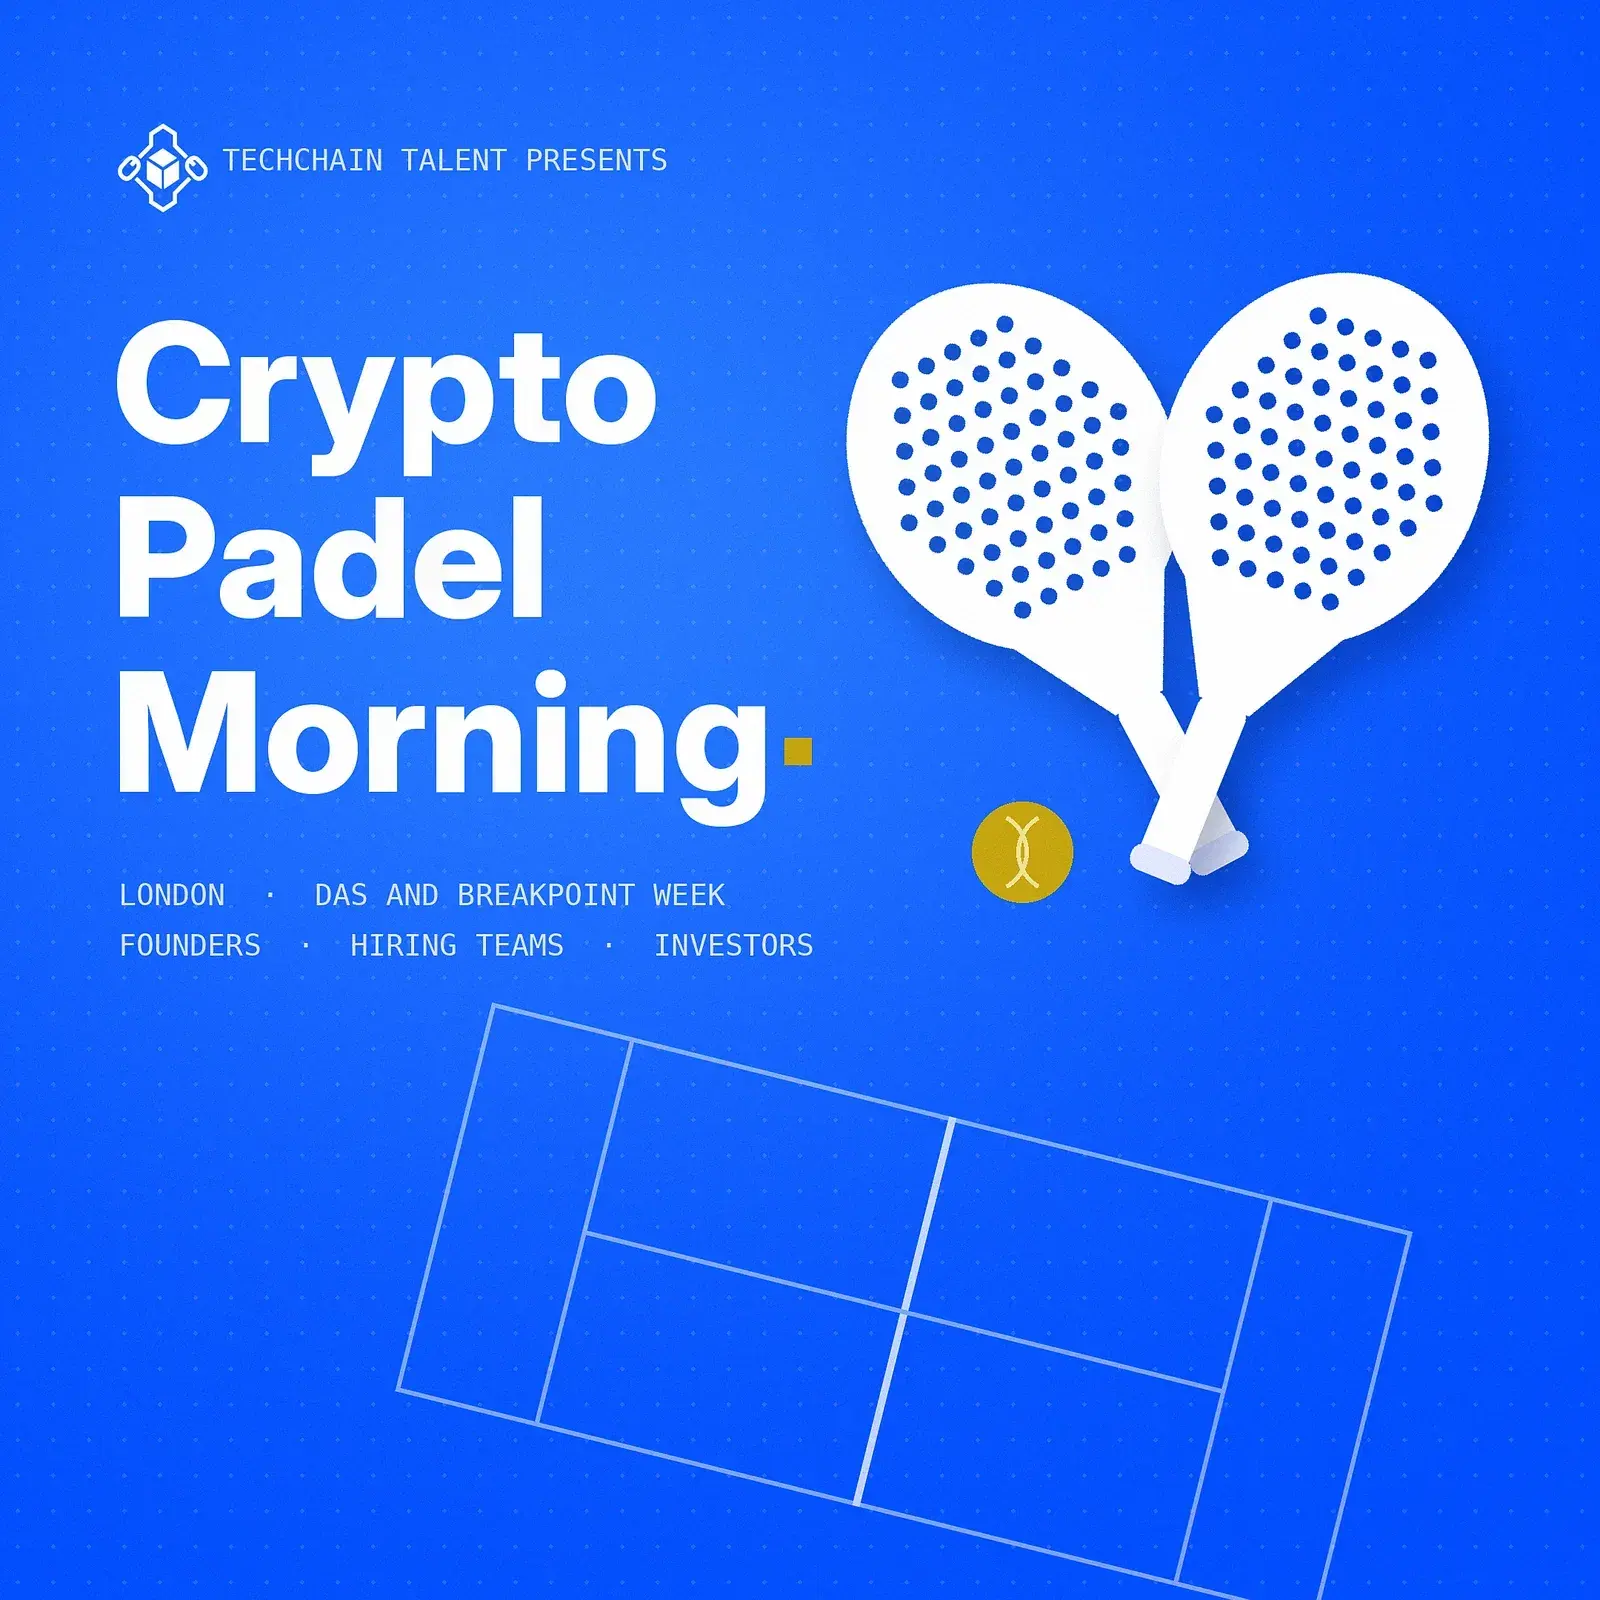 TECHCHAIN TALENT PRESENTS
Crypto
Padel
Morning.
LONDON · DAS AND BREAKPOINT WEEK
FOUNDERS · HIRING TEAMS · INVESTORS